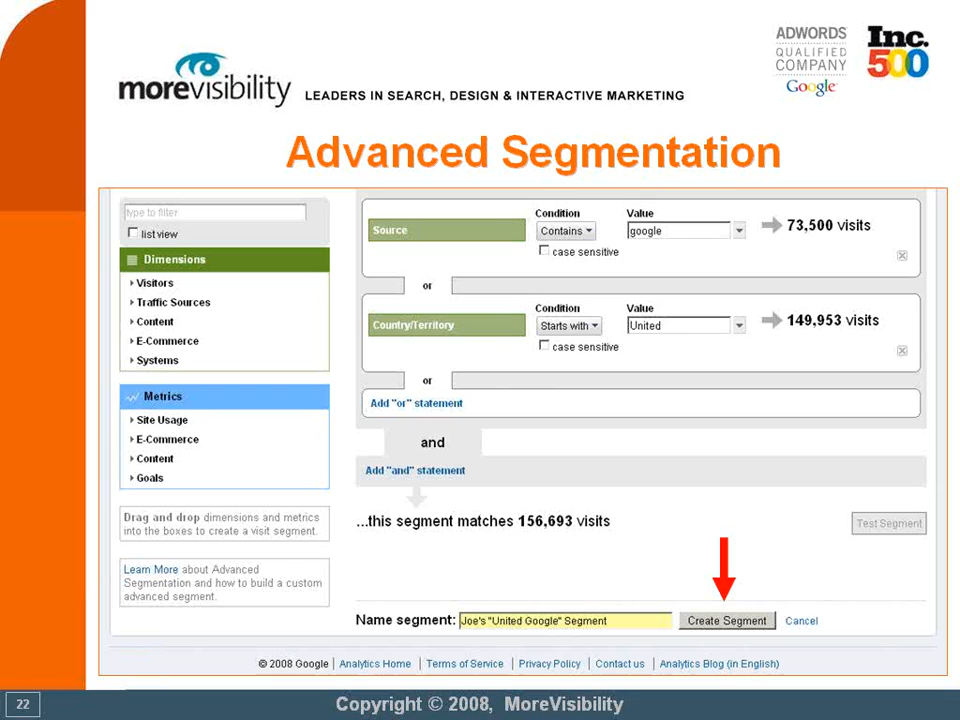 ADWORDS
QUALIFIED
COMPANY
Google
Inc.
500
morevisibility LEADERS IN SEARCH, DESIGN & INTERACTIVE MARKETING
Advanced Segmentation
type to filter
list view
Dimensions
Visitors
Traffic Sources
Content
E-Commerce
Systems
Metrics
Site Usage
E-Commerce
Content
Goals
Drag and drop dimensions and metrics
into the boxes to create a visit segment.
Learn More about Advanced
Segmentation and how to build a custom
advanced segment.
Condition Value
Source Contains google 73,500 visits
case sensitive
or
Condition Value
Country/Territory Starts with United 149,953 visits
case sensitive
or
Add "or" statement
and
Add "and" statement
...this segment matches 156,693 visits Test Segment
Name segment: Joe's "United Google" Segment Create Segment Cancel
© 2008 Google | Analytics Home | Terms of Service | Privacy Policy | Contact us | Analytics Blog (in English)
22 Copyright © 2008, MoreVisibility